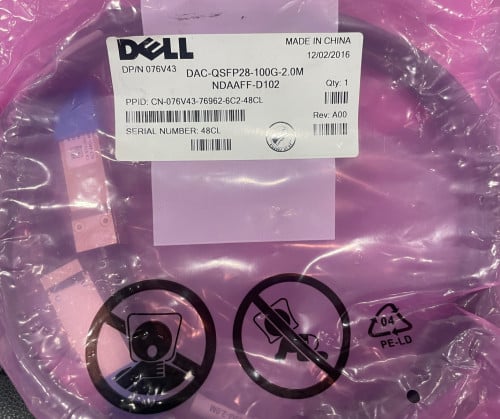 DELL
MADE IN CHINA
12/02/2016
DP/N 076V43
DAC-QSFP28-100G-2.0M
NDAAFF-D102
Qty: 1
PPID: CN-076V43-76962-6C2-48CL
Rev: A00
SERIAL NUMBER: 48CL
04
PE-LD